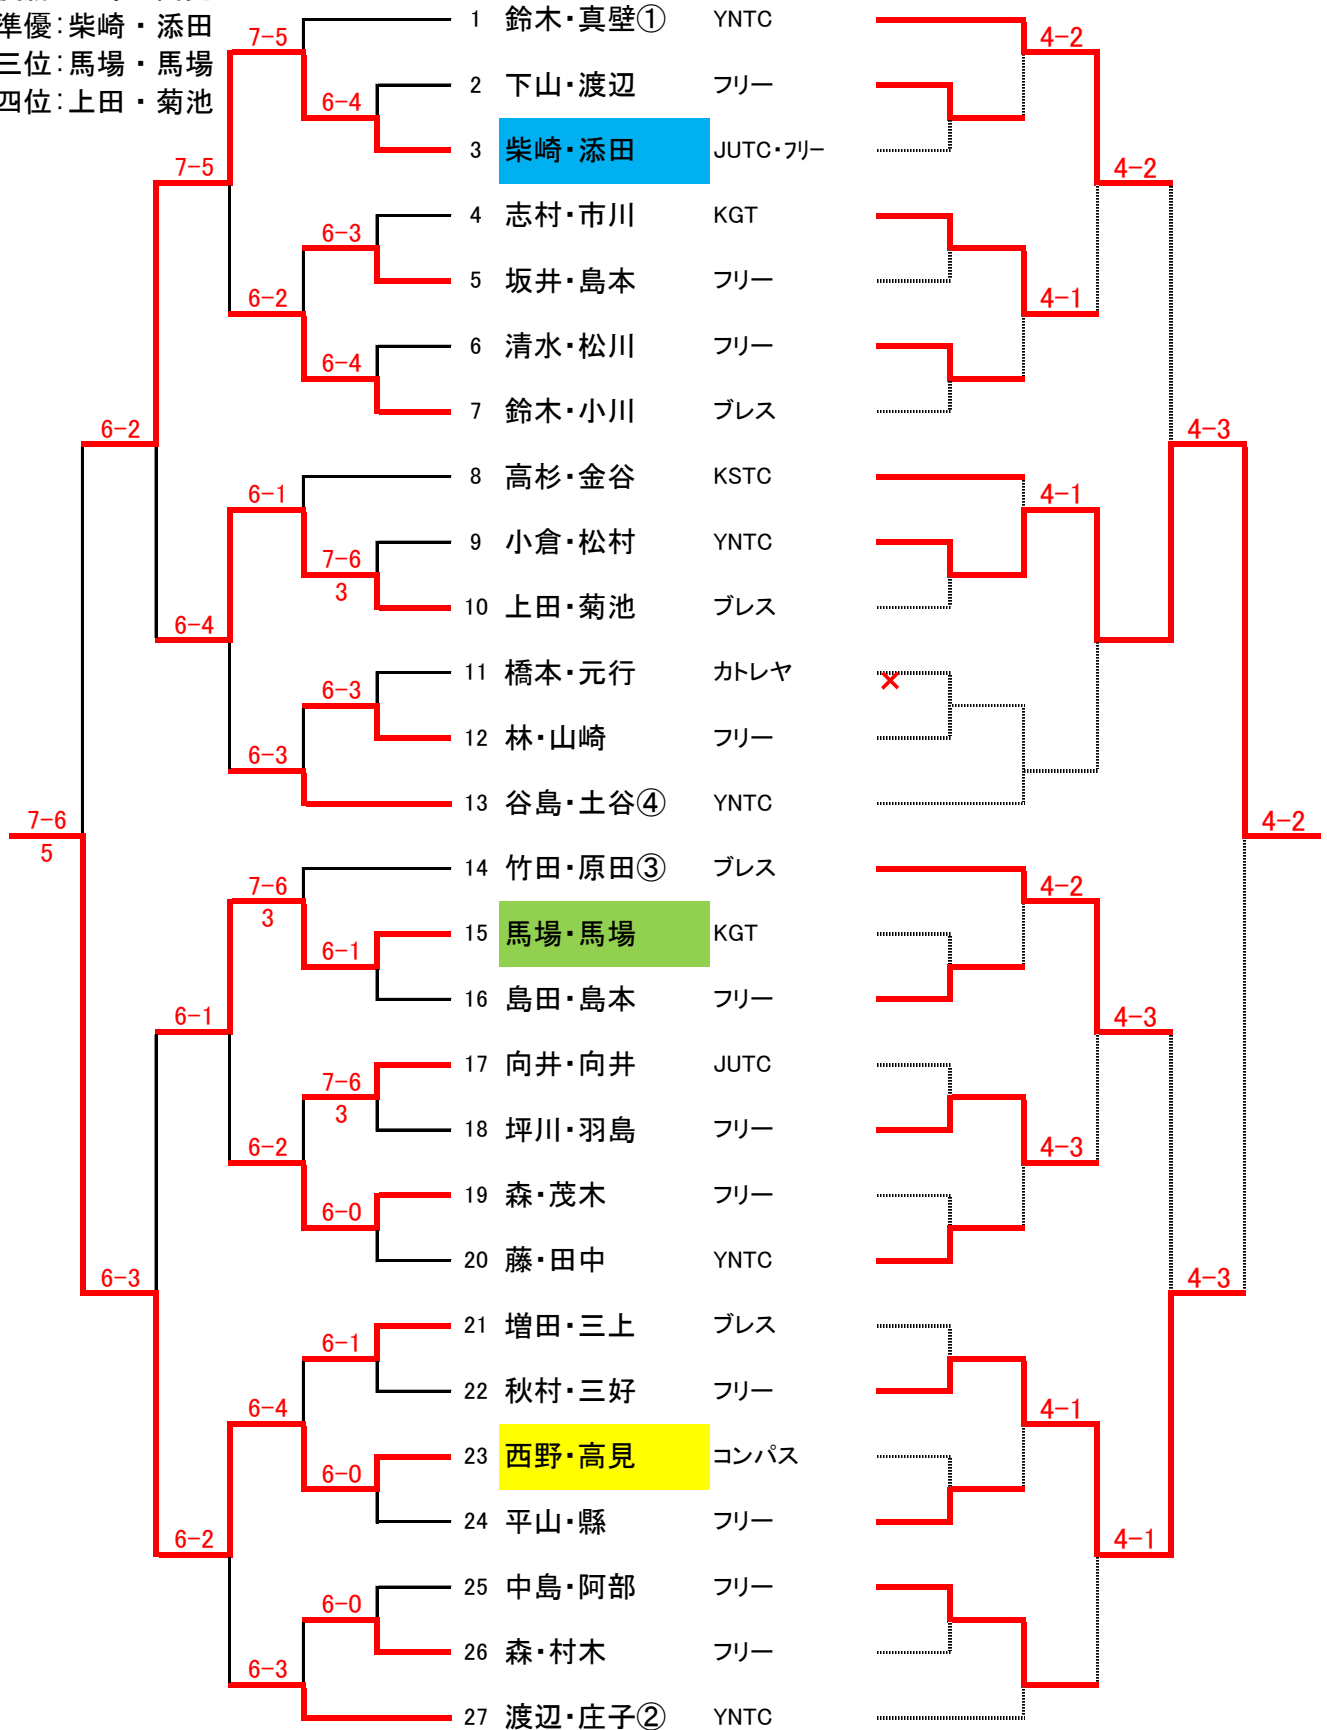 準優:柴崎・添田
三位:馬場・馬場
四位:上田・菊池
1 鈴木・真壁① YNTC
7-5 4-2
2 下山・渡辺 フリー
6-4
3 柴崎・添田 JUTC・フリー
7-5 4-2
4 志村・市川 KGT
6-3
5 坂井・島本 フリー
6-2 4-1
6 清水・松川 フリー
6-4
7 鈴木・小川 ブレス
6-2 4-3
8 高杉・金谷 KSTC
6-1 4-1
9 小倉・松村 YNTC
7-6
3
10 上田・菊池 ブレス
6-4
11 橋本・元行 カトレヤ ×
6-3
12 林・山崎 フリー
6-3
13 谷島・土谷④ YNTC
7-6 4-2
5
14 竹田・原田③ ブレス
7-6 4-2
3
15 馬場・馬場 KGT
6-1
16 島田・島本 フリー
6-1 4-3
17 向井・向井 JUTC
7-6
3
18 坪川・羽島 フリー
6-2 4-3
19 森・茂木 フリー
6-0
20 藤・田中 YNTC
6-3 4-3
21 増田・三上 ブレス
6-1
22 秋村・三好 フリー
6-4 4-1
23 西野・高見 コンパス
6-0
24 平山・縣 フリー
6-2 4-1
25 中島・阿部 フリー
6-0
26 森・村木 フリー
6-3
27 渡辺・庄子② YNTC